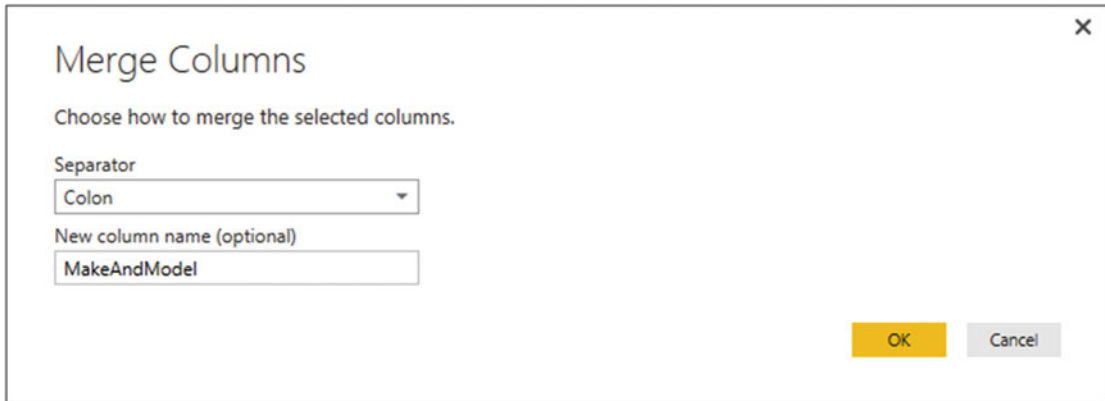 Merge Columns
Choose how to merge the selected columns.
Separator
Colon
New column name (optional)
MakeAndModel
OK Cancel